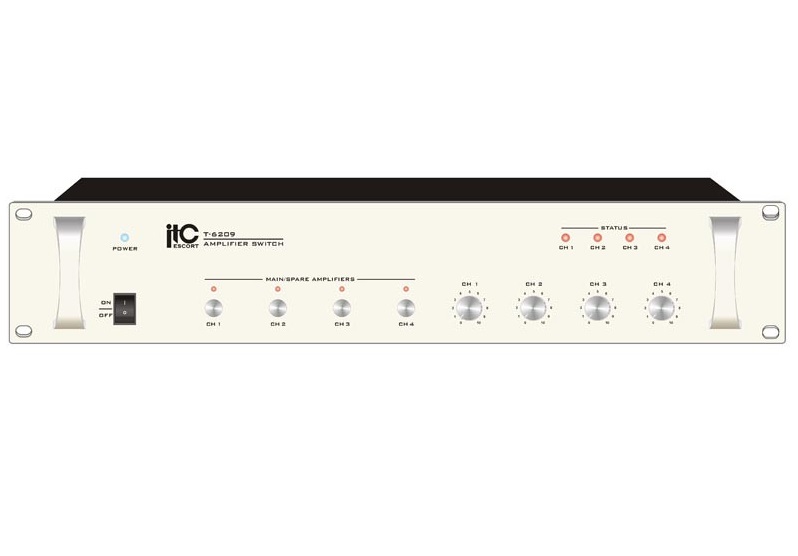 itC
ESCORT
T-6209
AMPLIFIER SWITCH
POWER
STATUS
CH 1 CH 2 CH 3 CH 4
MAIN/SPARE AMPLIFIERS
CH 1 CH 2 CH 3 CH 4
ON
OFF
CH 1 CH 2 CH 3 CH 4